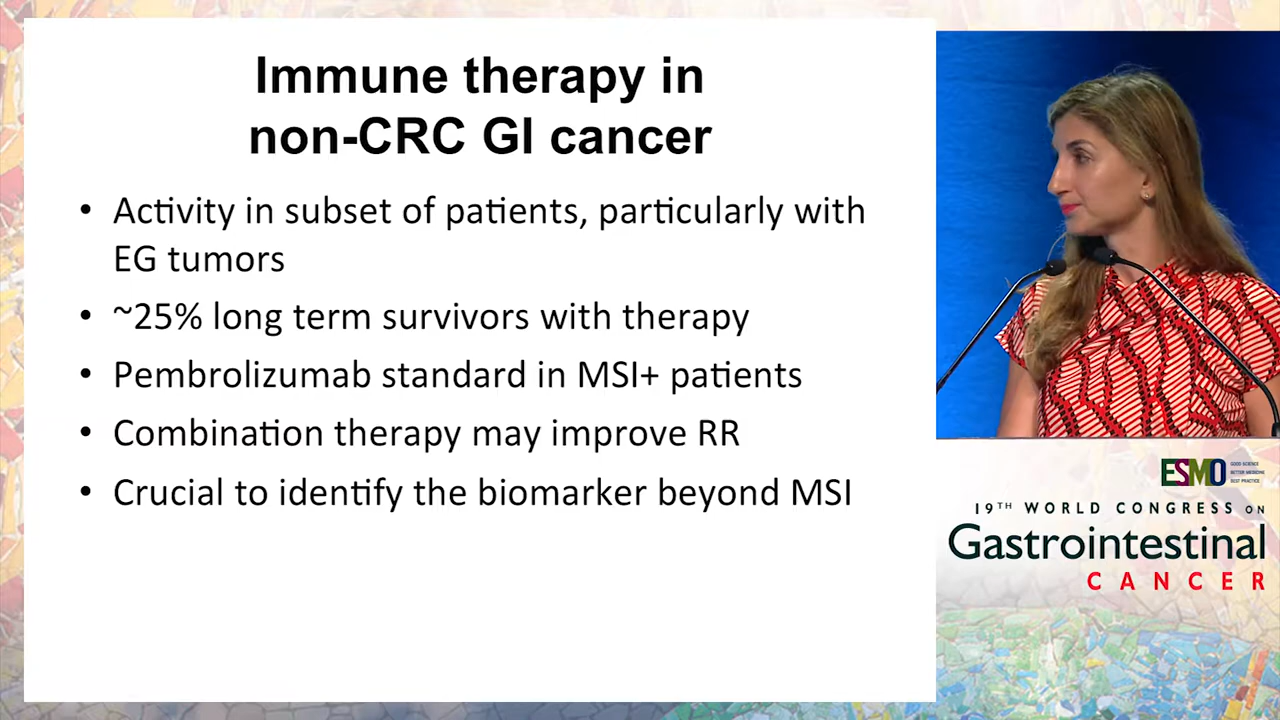 Immune therapy in
non-CRC GI cancer
• Activity in subset of patients, particularly with
EG tumors
• ~25% long term survivors with therapy
• Pembrolizumab standard in MSI+ patients
• Combination therapy may improve RR
• Crucial to identify the biomarker beyond MSI
ESMO
GOOD SCIENCE
BETTER MEDICINE
BEST PRACTICE
19TH WORLD CONGRESS ON
Gastrointestinal
CANCER